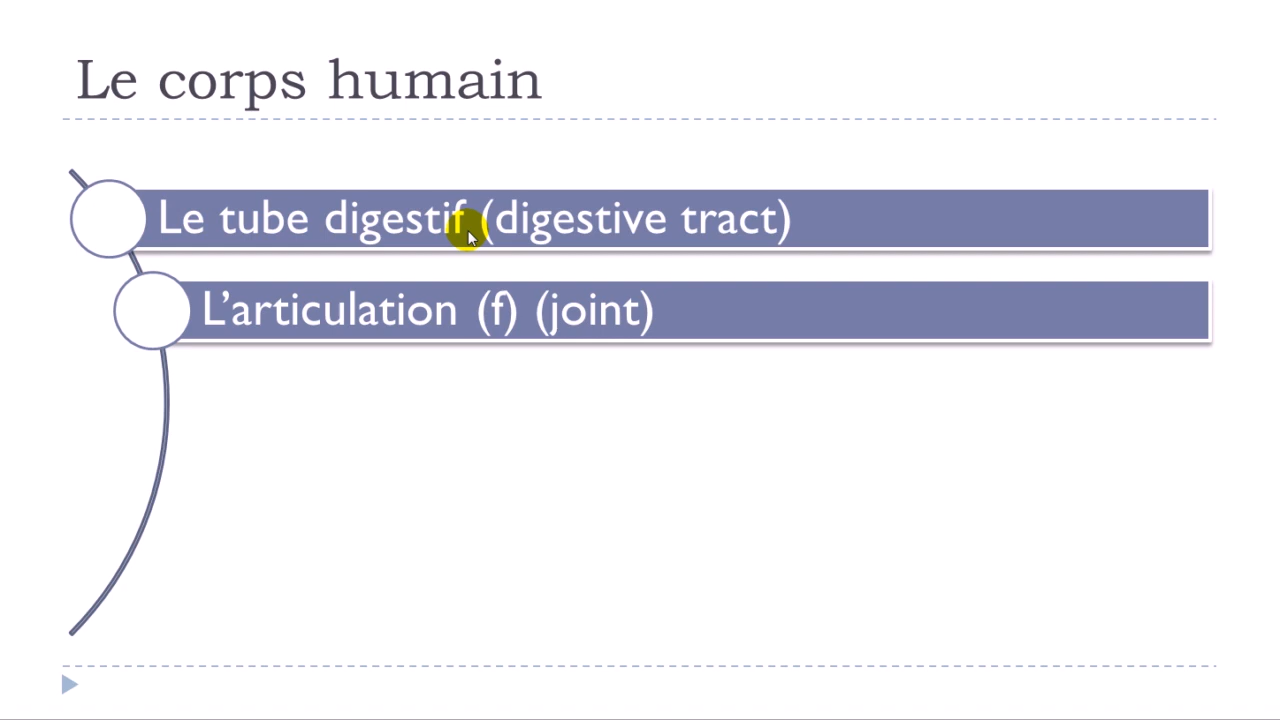 Le corps humain
Le tube digestif (digestive tract)
L’articulation (f) (joint)